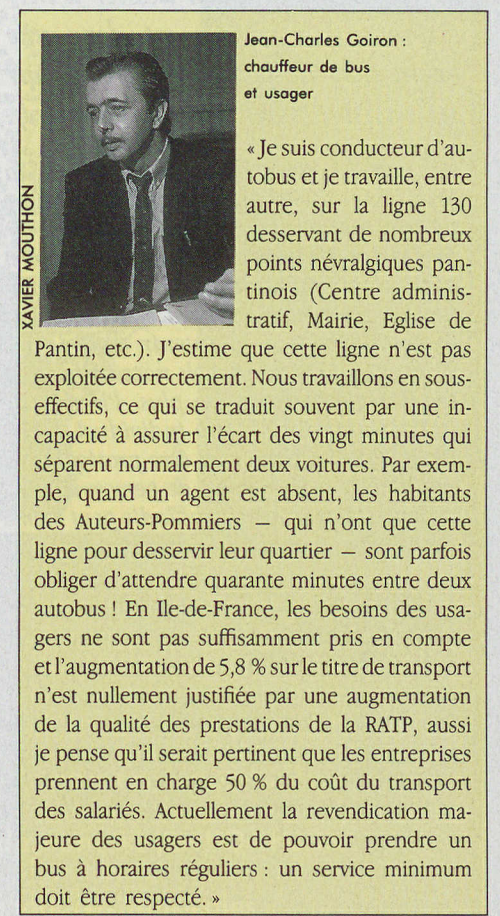 Jean-Charles Goiron :
chauffeur de bus
et usager
XAVIER MOUTHON
« Je suis conducteur d'au-
tobus et je travaille, entre
autre, sur la ligne 130
desservant de nombreux
points névralgiques pan-
tinois (Centre adminis-
tratif, Mairie, Eglise de
Pantin, etc.). J'estime que cette ligne n'est pas
exploitée correctement. Nous travaillons en sous-
effectifs, ce qui se traduit souvent par une in-
capacité à assurer l'écart des vingt minutes qui
séparent normalement deux voitures. Par exem-
ple, quand un agent est absent, les habitants
des Auteurs-Pommiers — qui n'ont que cette
ligne pour desservir leur quartier — sont parfois
obliger d'attendre quarante minutes entre deux
autobus ! En Ile-de-France, les besoins des usa-
gers ne sont pas suffisamment pris en compte
et l'augmentation de 5,8 % sur le titre de transport
n'est nullement justifiée par une augmentation
de la qualité des prestations de la RATP, aussi
je pense qu'il serait pertinent que les entreprises
prennent en charge 50 % du coût du transport
des salariés. Actuellement la revendication ma-
jeure des usagers est de pouvoir prendre un
bus à horaires réguliers : un service minimum
doit être respecté. »